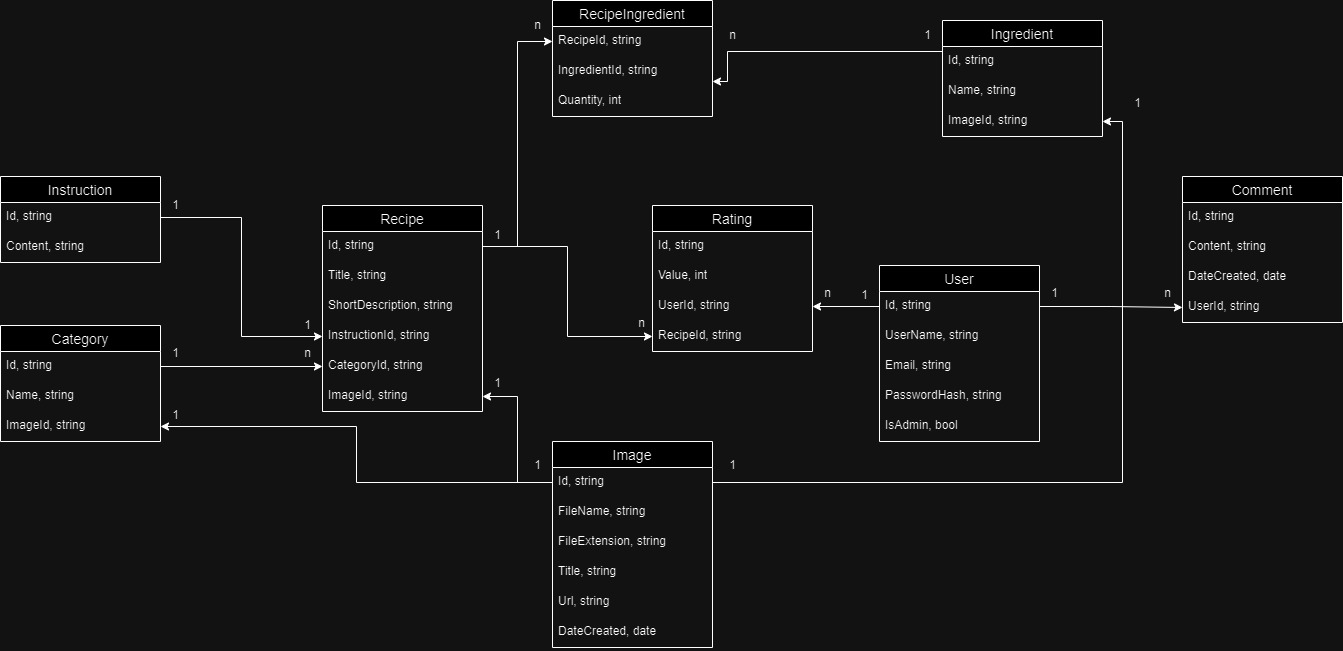 RecipeIngredient
RecipeId, string
IngredientId, string
Quantity, int
n
n
1
Ingredient
Id, string
Name, string
ImageId, string
1
Instruction
Id, string
Content, string
1
Recipe
Id, string
Title, string
ShortDescription, string
InstructionId, string
CategoryId, string
ImageId, string
1
1
n
1
Rating
Id, string
Value, int
UserId, string
RecipeId, string
n
n
1
User
Id, string
UserName, string
Email, string
PasswordHash, string
IsAdmin, bool
1
n
Comment
Id, string
Content, string
DateCreated, date
UserId, string
Category
Id, string
Name, string
ImageId, string
1
1
1
1
Image
Id, string
FileName, string
FileExtension, string
Title, string
Url, string
DateCreated, date